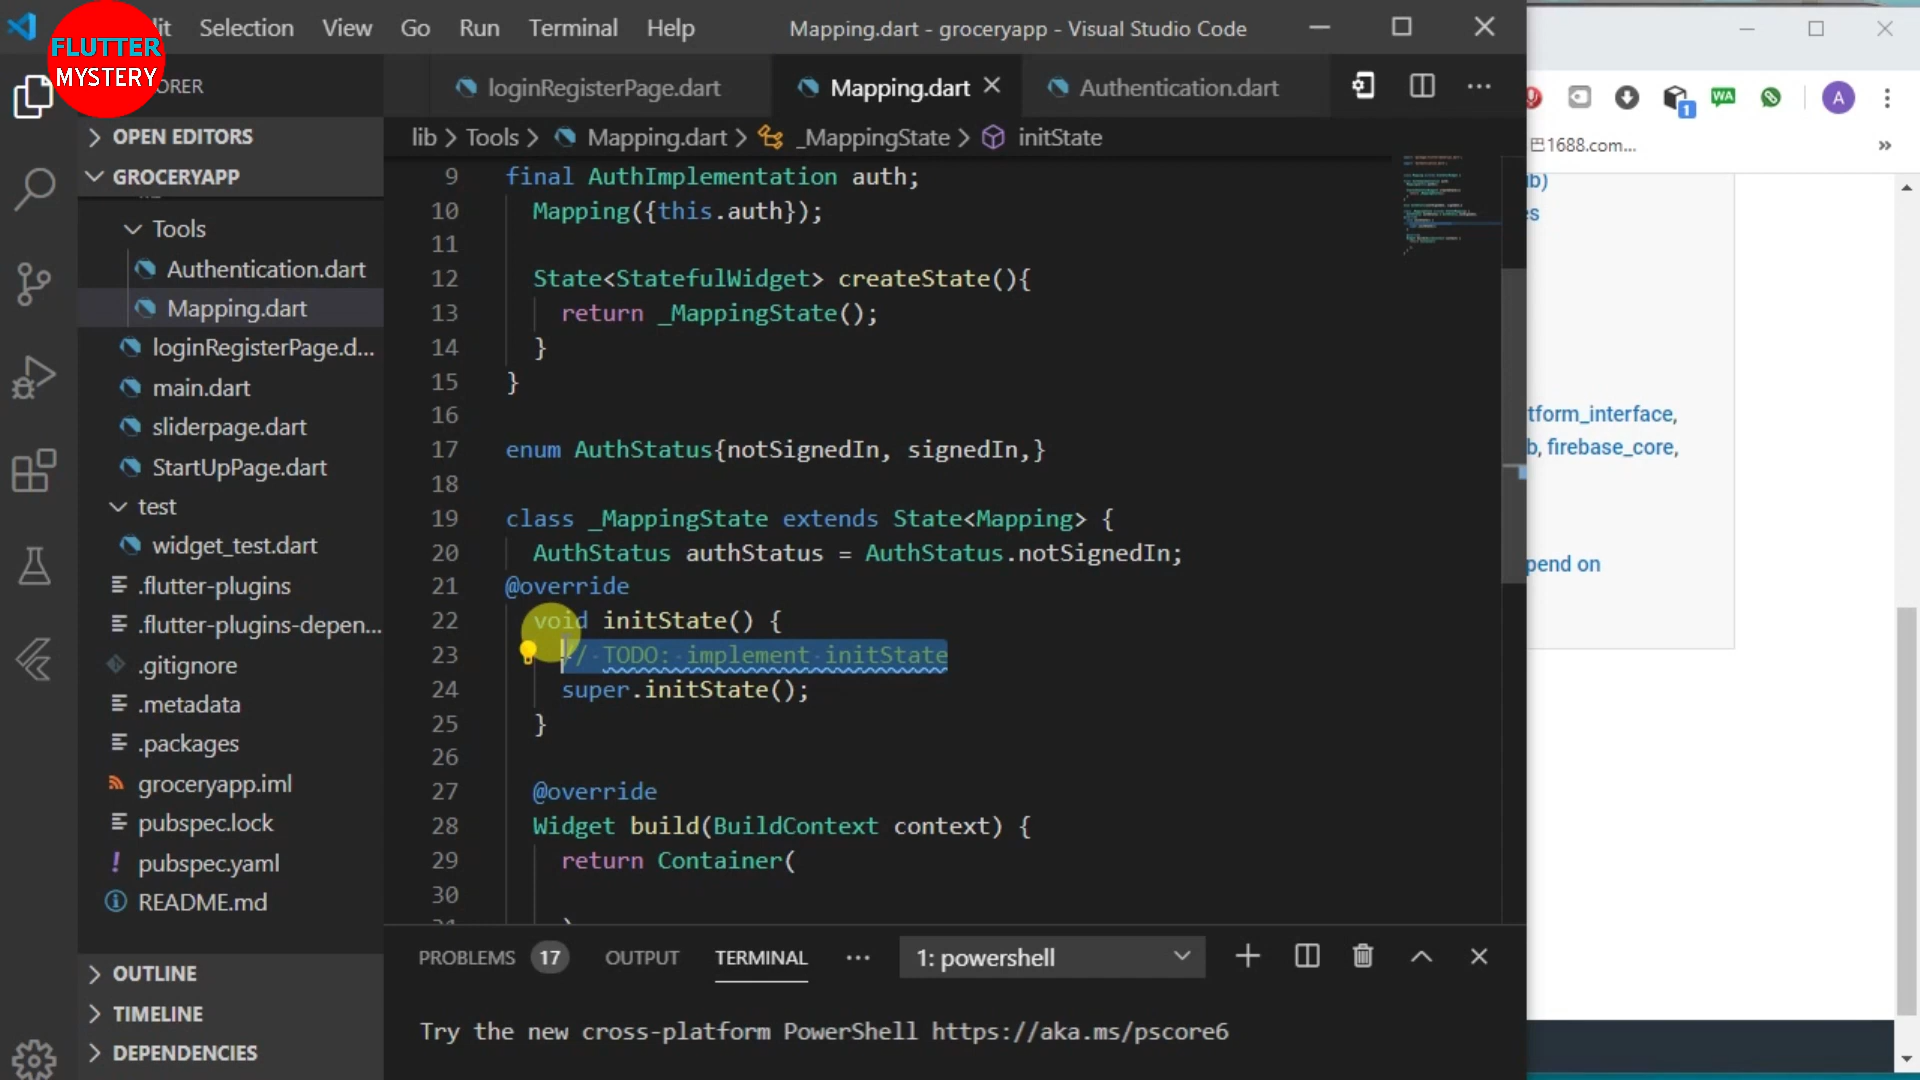 FLUTTER
MYSTERY
Selection View Go Run Terminal Help
Mapping.dart - groceryapp - Visual Studio Code
loginRegisterPage.dart
Mapping.dart
Authentication.dart
lib > Tools > Mapping.dart > _MappingState > initState
OPEN EDITORS
GROCERYAPP
Tools
Authentication.dart
Mapping.dart
loginRegisterPage.d...
main.dart
sliderpage.dart
StartUpPage.dart
test
widget_test.dart
.flutter-plugins
.flutter-plugins-depen...
.gitignore
.metadata
.packages
groceryapp.iml
pubspec.lock
pubspec.yaml
README.md
OUTLINE
TIMELINE
DEPENDENCIES
9 final AuthImplementation auth;
10 Mapping({this.auth});
11
12 State<StatefulWidget> createState(){
13 return _MappingState();
14 }
15 }
16
17 enum AuthStatus{notSignedIn, signedIn,}
18
19 class _MappingState extends State<Mapping> {
20 AuthStatus authStatus = AuthStatus.notSignedIn;
21 @override
22 void initState() {
23 // TODO: implement initState
24 super.initState();
25 }
26
27 @override
28 Widget build(BuildContext context) {
29 return Container(
30
PROBLEMS 17 OUTPUT TERMINAL ... 1: powershell
Try the new cross-platform PowerShell https://aka.ms/pscore6
WA
1
A
1688.com...
tform_interface,
firebase_core,
pend on